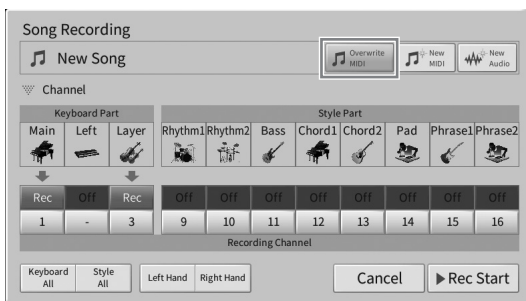 Song Recording
New Song
Overwrite MIDI
New MIDI
New Audio
Channel
Keyboard Part
Style Part
Main Left Layer Rhythm1 Rhythm2 Bass Chord1 Chord2 Pad Phrase1 Phrase2
Rec Off Rec Off Off Off Off Off Off Off Off
1 - 3 9 10 11 12 13 14 15 16
Recording Channel
Keyboard All
Style All
Left Hand
Right Hand
Cancel
Rec Start